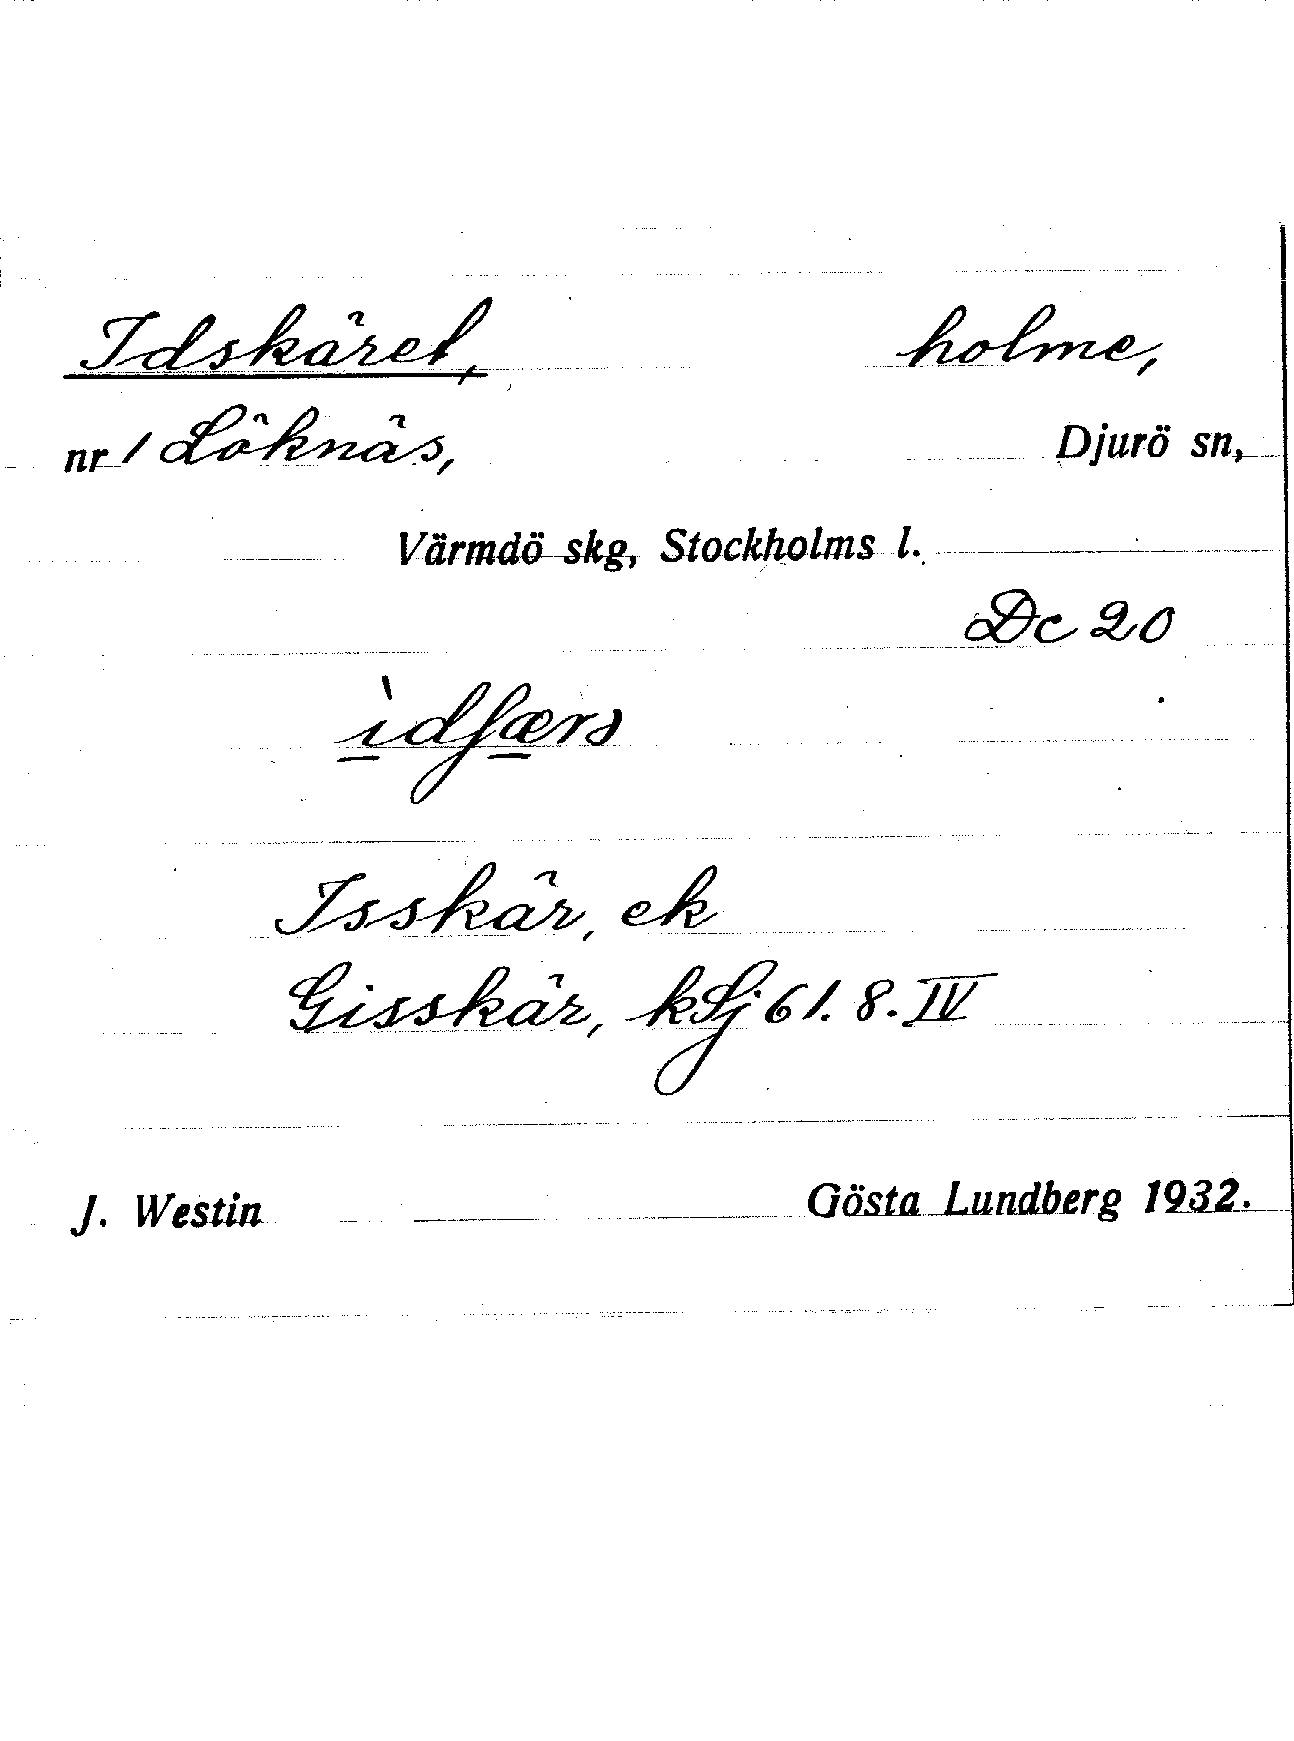 Idskäret, holme,
nr 1 Löknäs, Djurö sn,
Värmdö skg, Stockholms l.
Dc 20
ìdſærs
Isskär, ek
Gisskär, kSj 61. 8. IV
J. Westin Gösta Lundberg 1932.